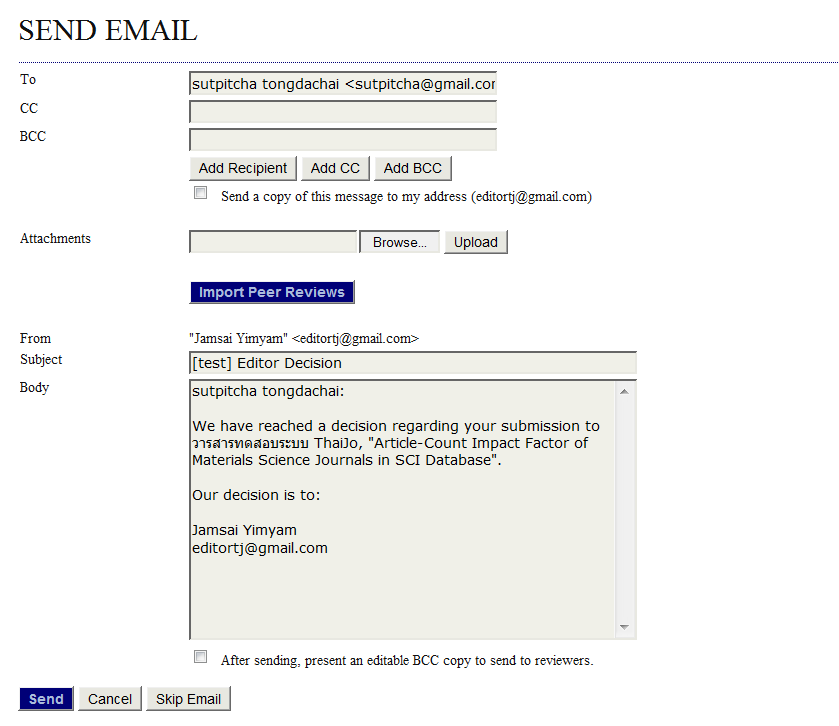 SEND EMAIL
To
sutpitcha tongdachai <sutpitcha@gmail.com
CC
BCC
Add Recipient Add CC Add BCC
Send a copy of this message to my address (editortj@gmail.com)
Attachments
Browse... Upload
Import Peer Reviews
From "Jamsai Yimyam" <editortj@gmail.com>
Subject [test] Editor Decision
Body
sutpitcha tongdachai:
We have reached a decision regarding your submission to
วารสารทดสอบระบบ ThaiJo, "Article-Count Impact Factor of
Materials Science Journals in SCI Database".
Our decision is to:
Jamsai Yimyam
editortj@gmail.com
After sending, present an editable BCC copy to send to reviewers.
Send Cancel Skip Email